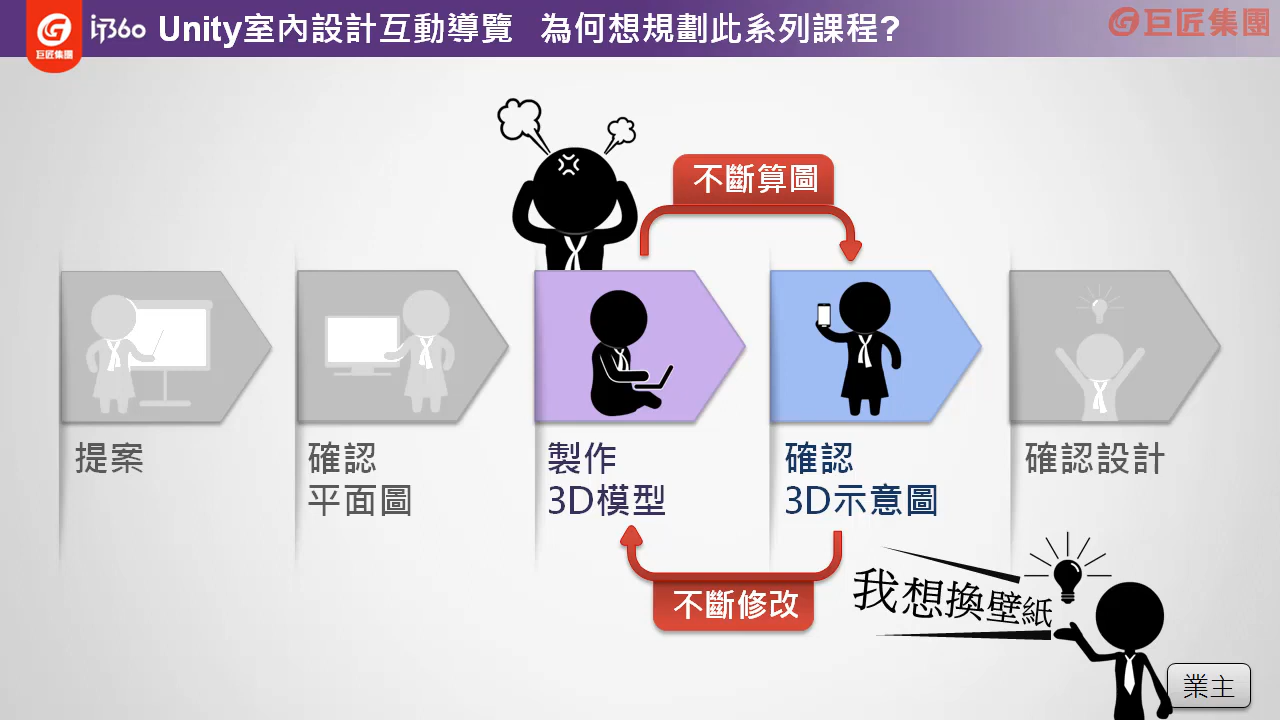 巨匠集團
iT360
Unity室內設計互動導覽 為何想規劃此系列課程?
巨匠集團
不斷算圖
提案
確認
平面圖
製作
3D模型
確認
3D示意圖
確認設計
不斷修改
我想換壁紙
業主